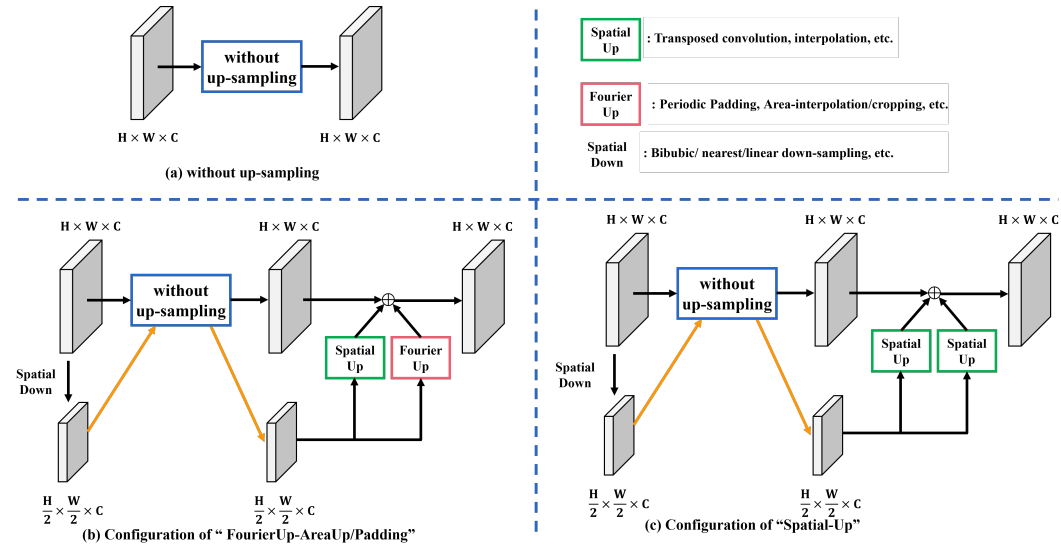 without
up-sampling
H × W × C
H × W × C
(a) without up-sampling
Spatial
Up
: Transposed convolution, interpolation, etc.
Fourier
Up
: Periodic Padding, Area-interpolation/cropping, etc.
Spatial
Down
: Bibubic/ nearest/linear down-sampling, etc.
H × W × C
H × W × C
H × W × C
without
up-sampling
Spatial
Up
Fourier
Up
Spatial
Down
H/2 × W/2 × C
H/2 × W/2 × C
(b) Configuration of “ FourierUp-AreaUp/Padding”
H × W × C
H × W × C
H × W × C
without
up-sampling
Spatial
Up
Spatial
Up
Spatial
Down
H/2 × W/2 × C
H/2 × W/2 × C
(c) Configuration of “Spatial-Up”